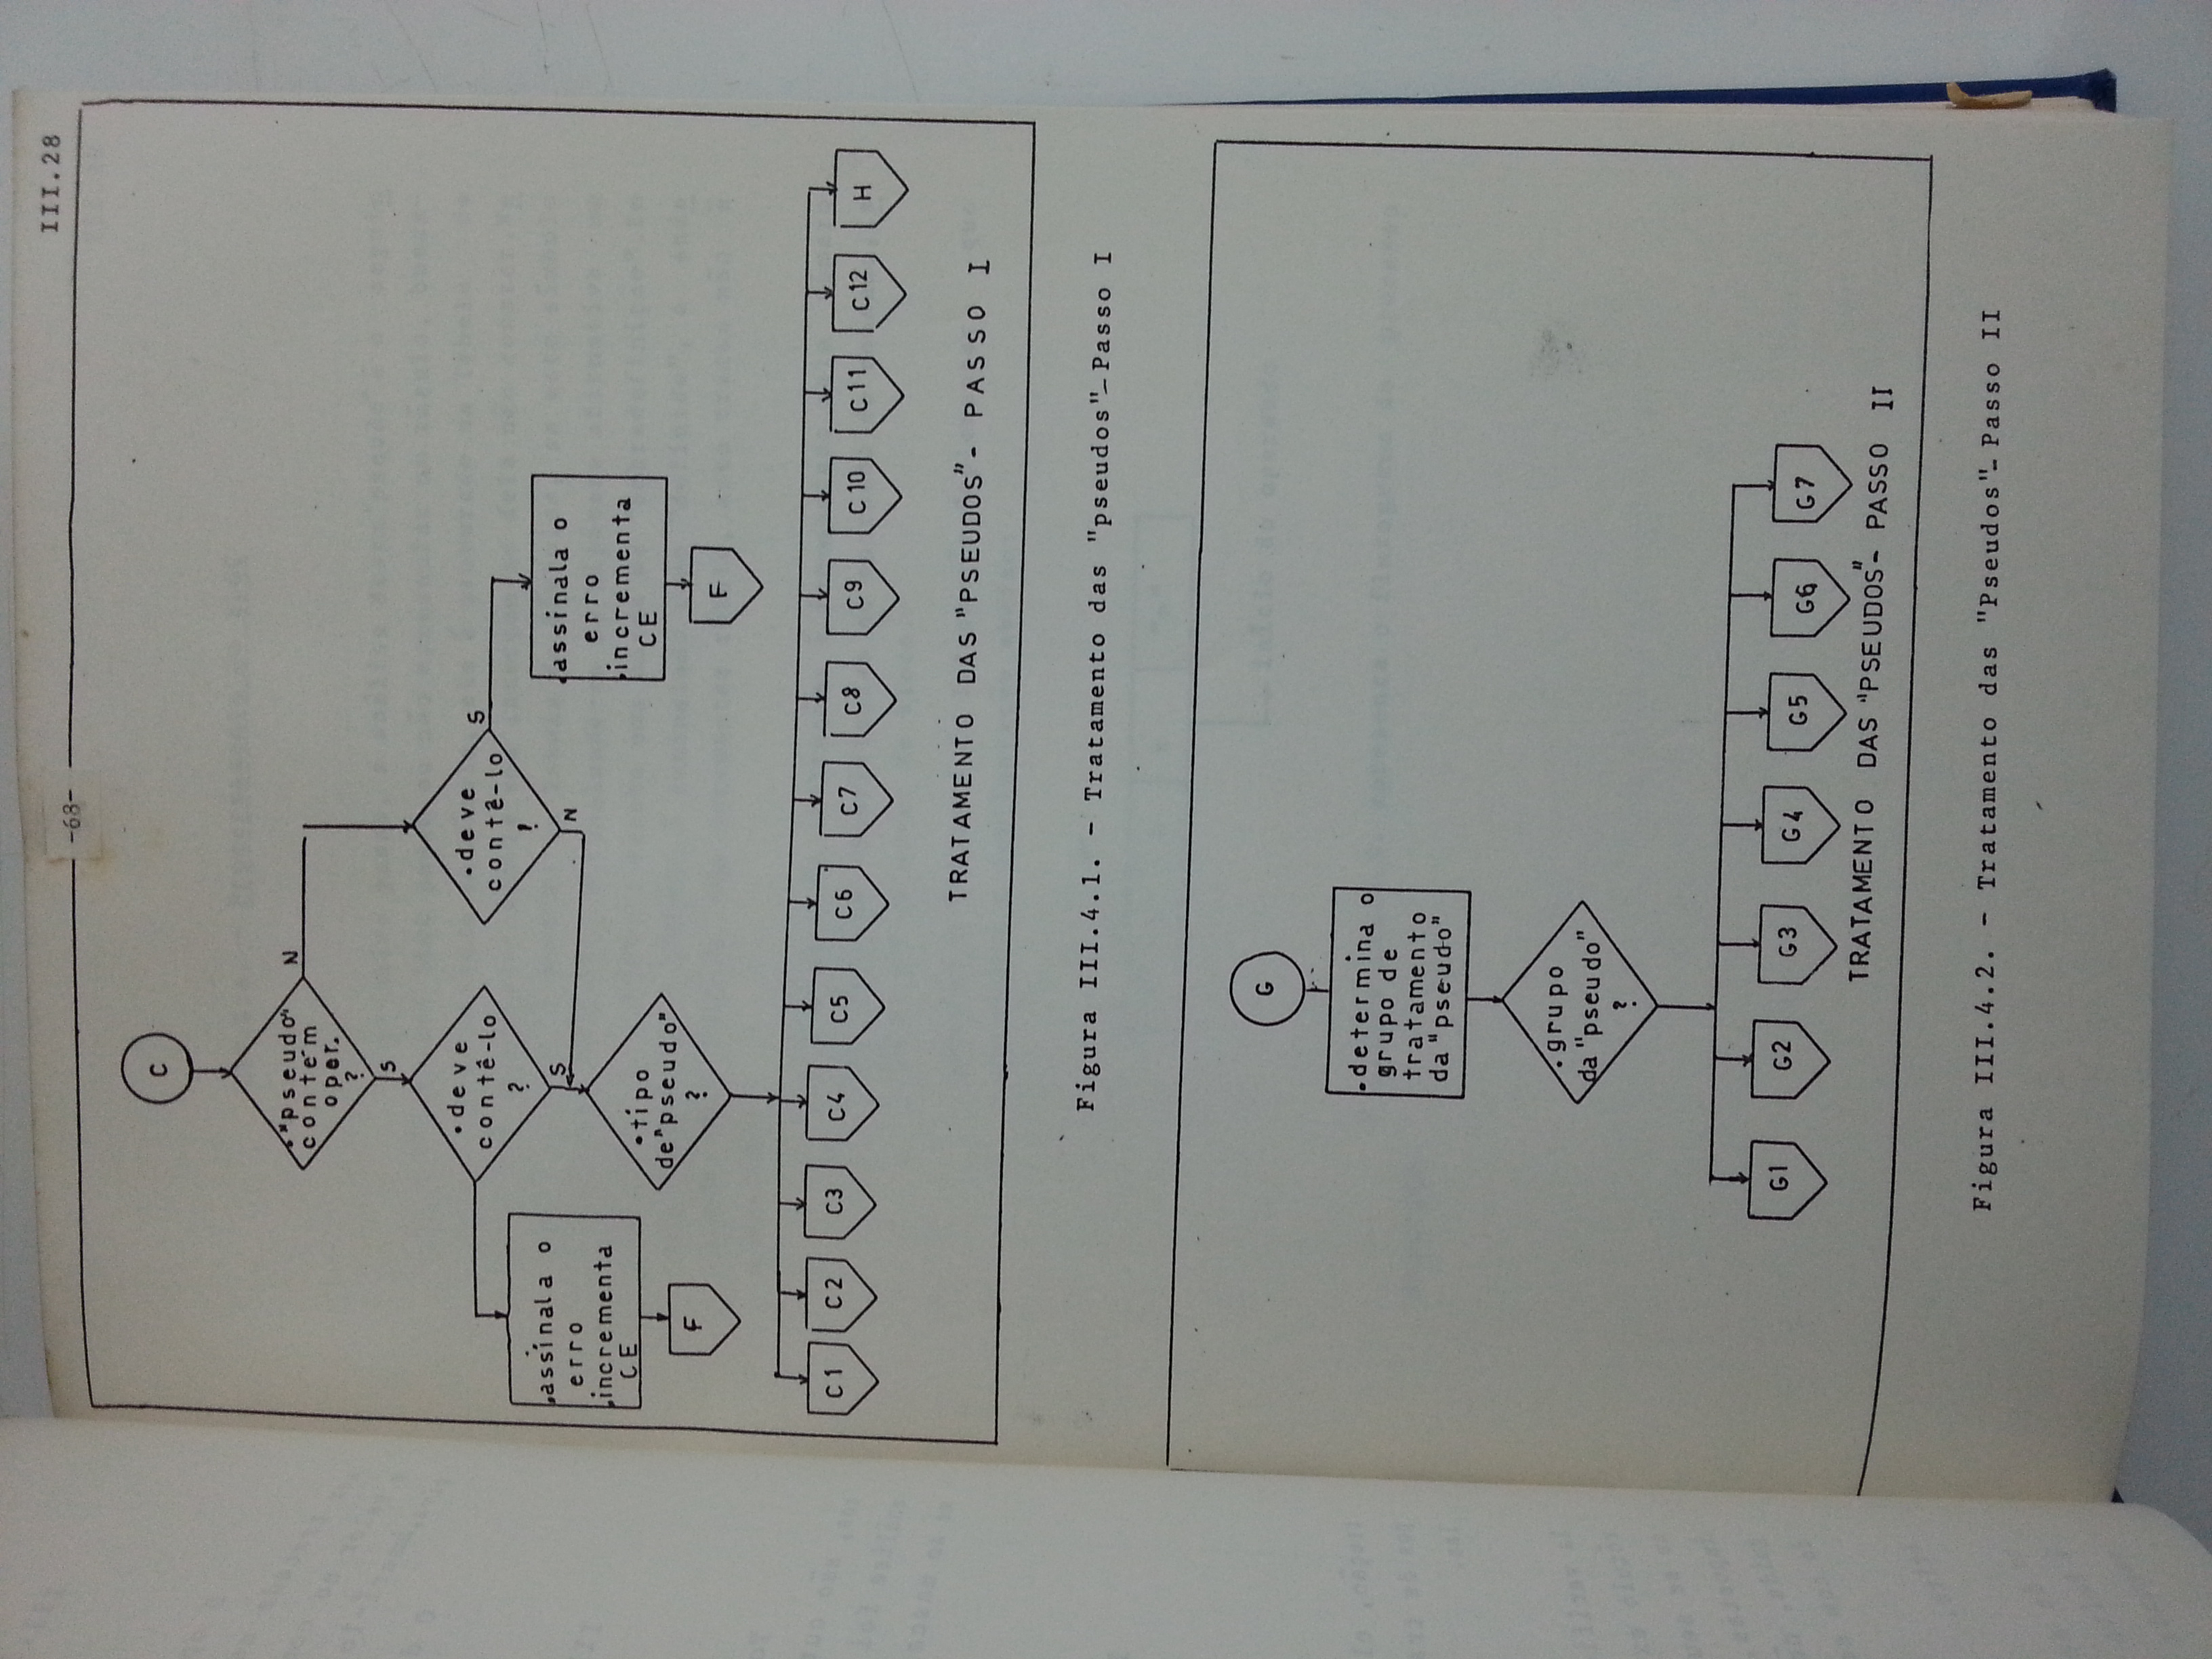 III.28
-68-
C
."pseudo"
contém
oper.
?
N
S
.deve
contê-lo
?
S
.deve
contê-lo
?
S
N
.assinala o
erro
.incrementa
CE
F
.assinala o
erro
.incrementa
CE
F
.tipo
de"pseudo"
?
C1 C2 C3 C4 C5 C6 C7 C8 C9 C10 C11 C12 H
TRATAMENTO DAS "PSEUDOS"- PASSO I
Figura III.4.1. - Tratamento das "pseudos"-Passo I
G
.determina o
grupo de
tratamento
da "pseudo"
.grupo
da "pseudo"
?
G1 G2 G3 G4 G5 G6 G7
TRATAMENTO DAS "PSEUDOS"- PASSO II
Figura III.4.2. - Tratamento das "Pseudos"-Passo II